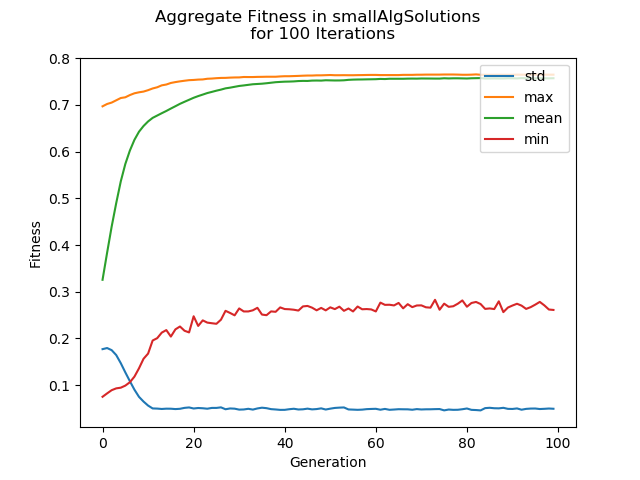 Aggregate Fitness in smallAlgSolutions
for 100 Iterations
0.8
0.7
0.6
0.5
0.4
0.3
0.2
0.1
Fitness
std
max
mean
min
0 20 40 60 80 100
Generation